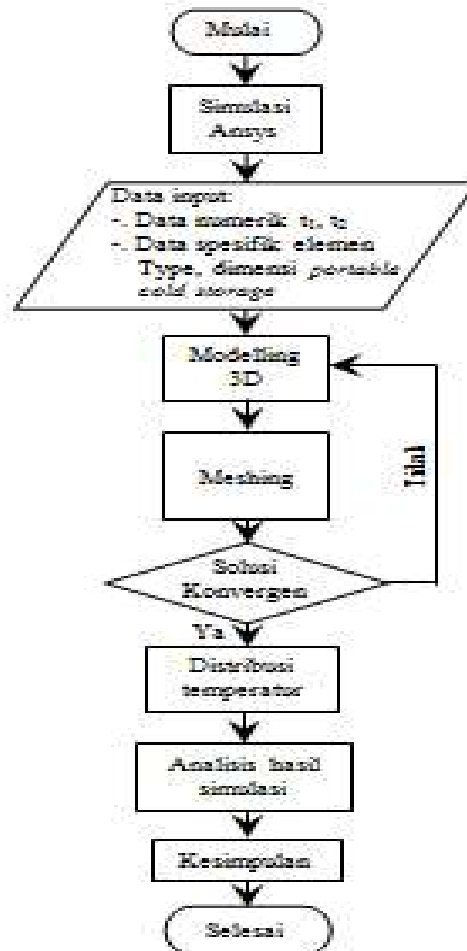 Mulai
Simulasi
Ansys
Data input:
-. Data numerik t₁, t₂
-. Data spesifik elemen
Type, dimensi portable
cold storage
Modelling
3D
Meshing
Solusi
Konvergen
Ya
Distribusi
temperatur
Analisis hasil
simulasi
Kesimpulan
Selesai